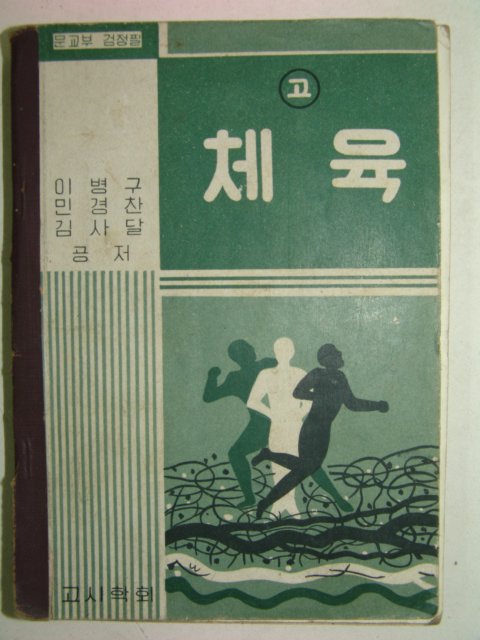 문교부 검정필
고
체육
이병구
민경찬
김사달
공저
고시학회